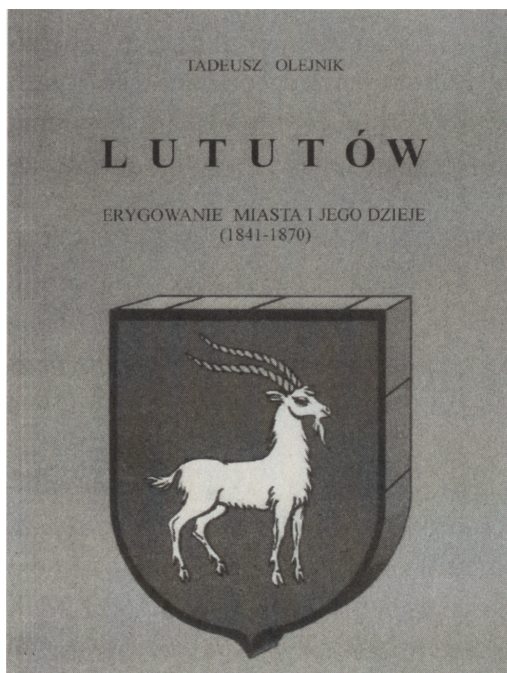 TADEUSZ OLEJNIK
LUTUTÓW
ERYGOWANIE MIASTA I JEGO DZIEJE
(1841-1870)